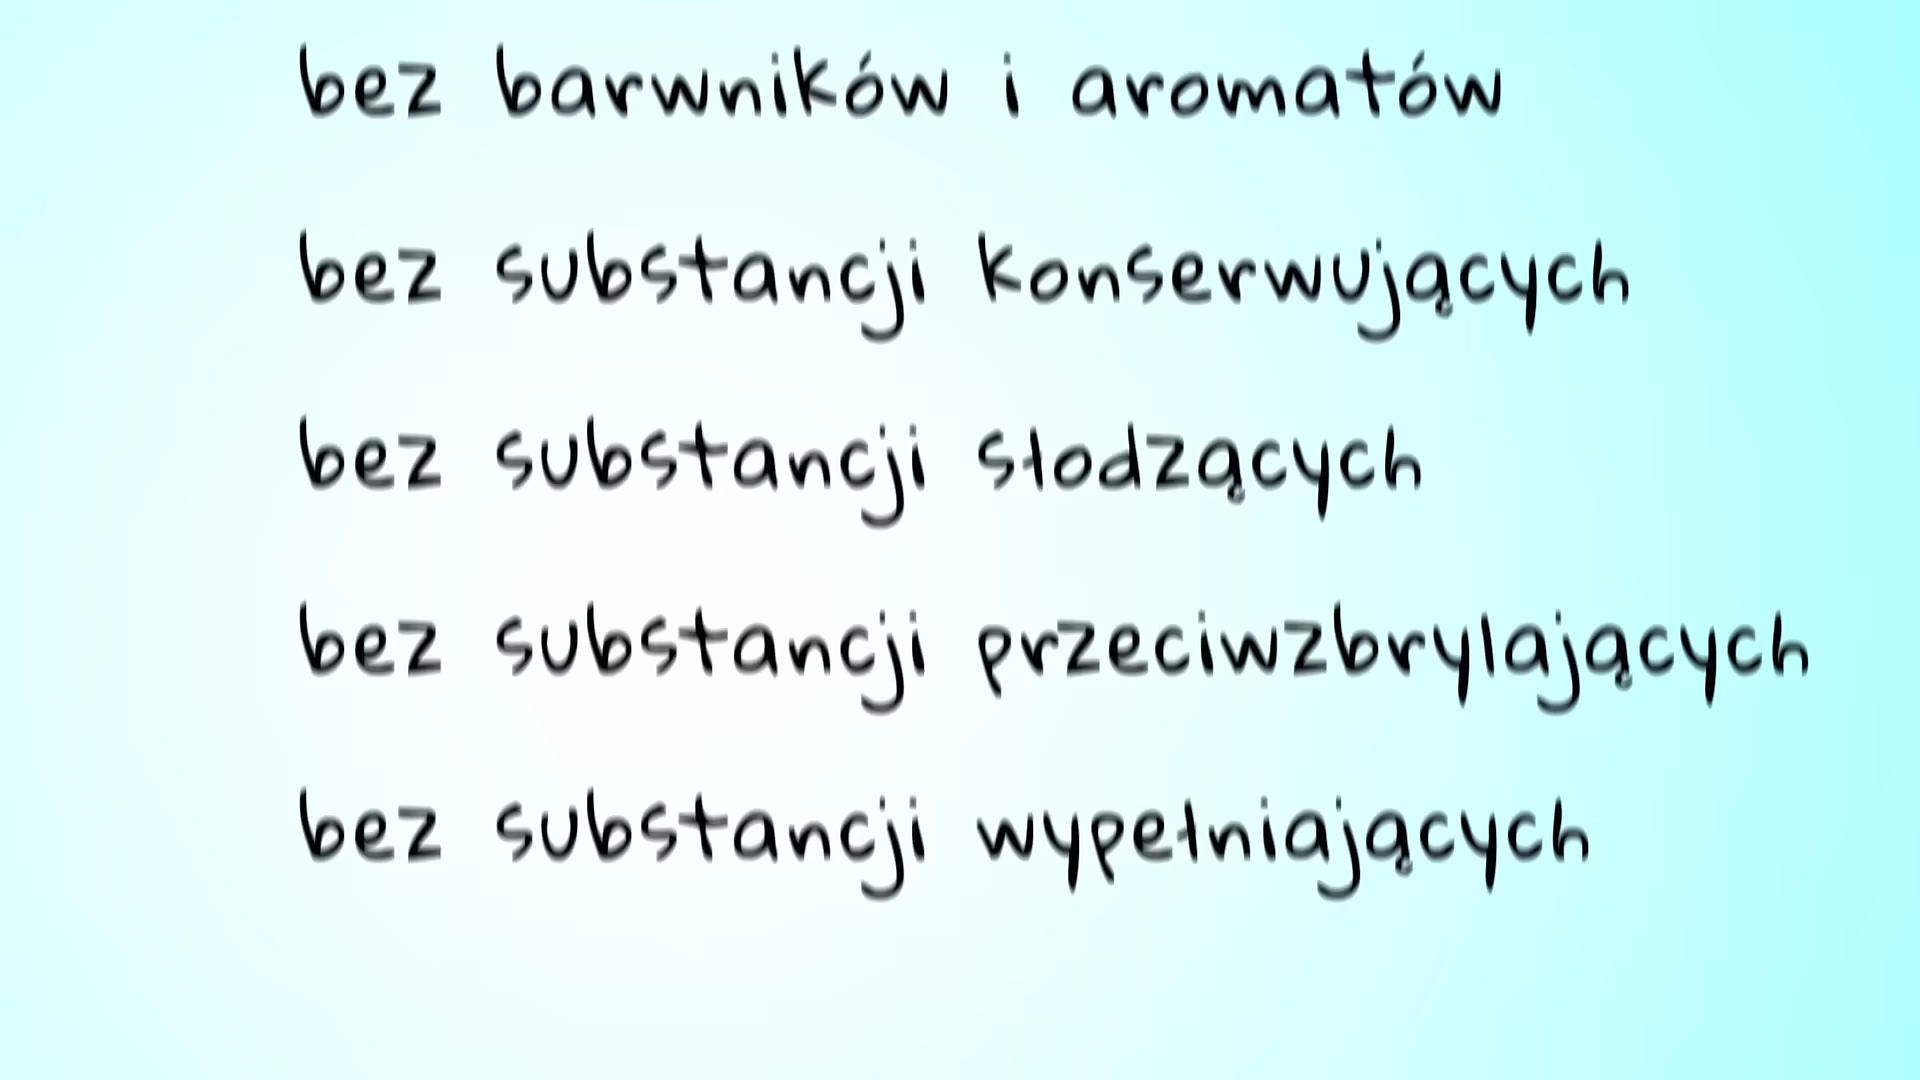 bez barwników i aromatów
bez substancji konserwujących
bez substancji słodzących
bez substancji przeciwzbrylających
bez substancji wypełniających